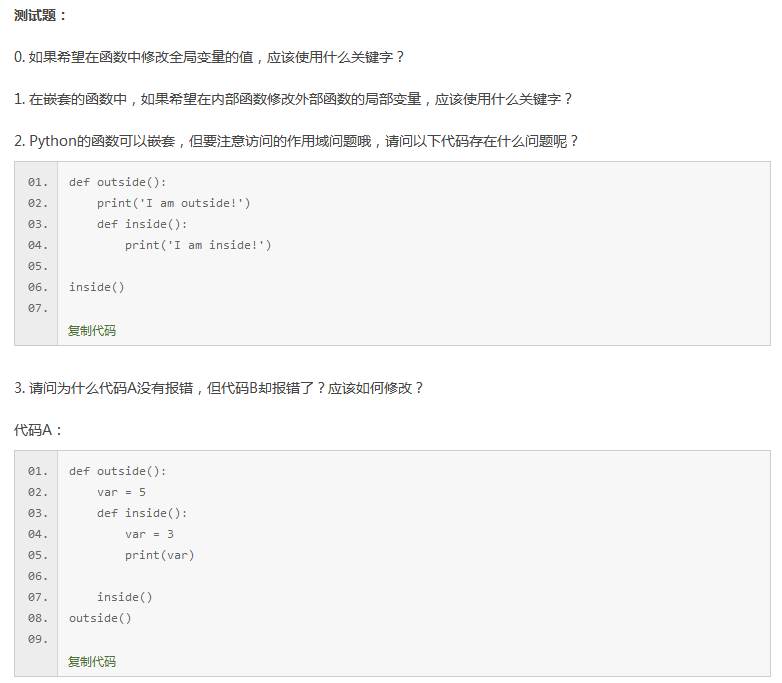 测试题：
0. 如果希望在函数中修改全局变量的值，应该使用什么关键字？
1. 在嵌套的函数中，如果希望在内部函数修改外部函数的局部变量，应该使用什么关键字？
2. Python的函数可以嵌套，但要注意访问的作用域问题哦，请问以下代码存在什么问题呢？
01. def outside():
02.     print('I am outside!')
03.     def inside():
04.         print('I am inside!')
05.
06. inside()
07.
复制代码
3. 请问为什么代码A没有报错，但代码B却报错了？应该如何修改？
代码A：
01. def outside():
02.     var = 5
03.     def inside():
04.         var = 3
05.         print(var)
06.
07.     inside()
08. outside()
09.
复制代码